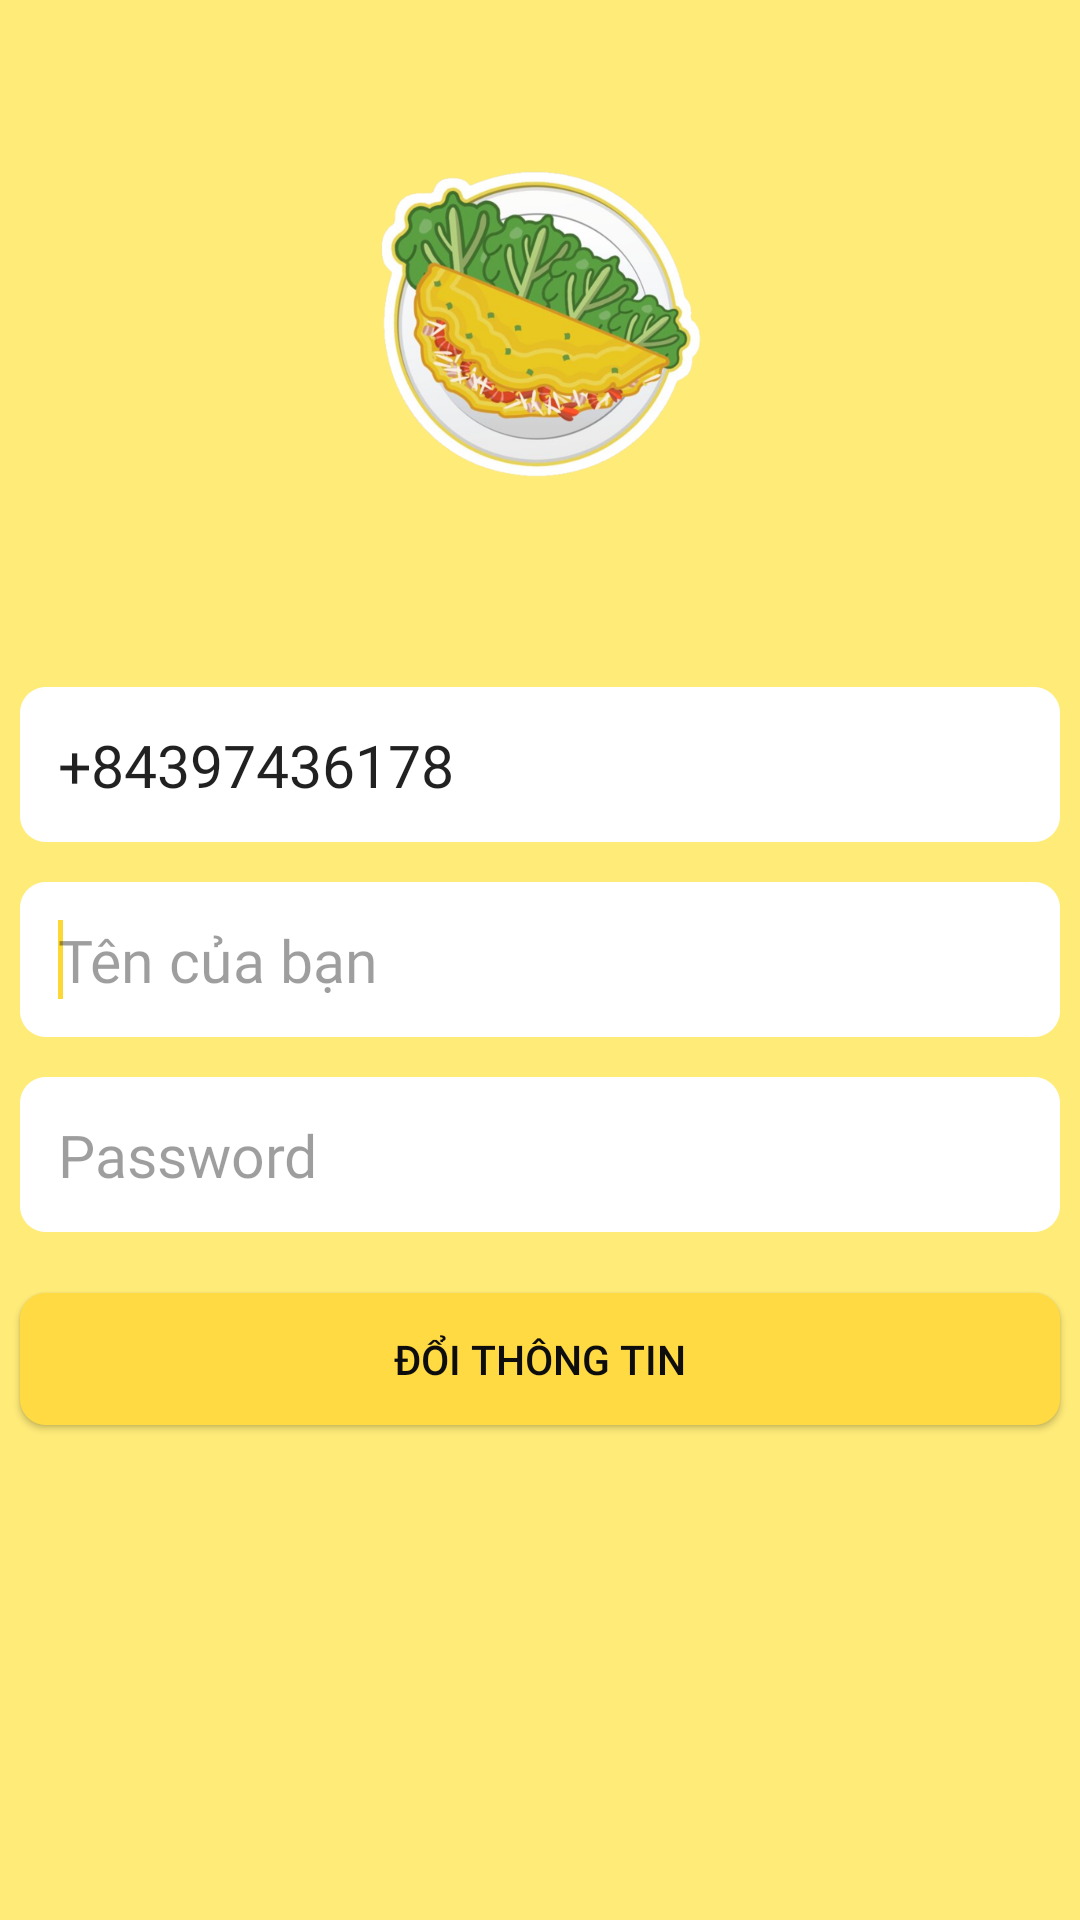 +84397436178
Tên của bạn
Password
ĐỔI THÔNG TIN